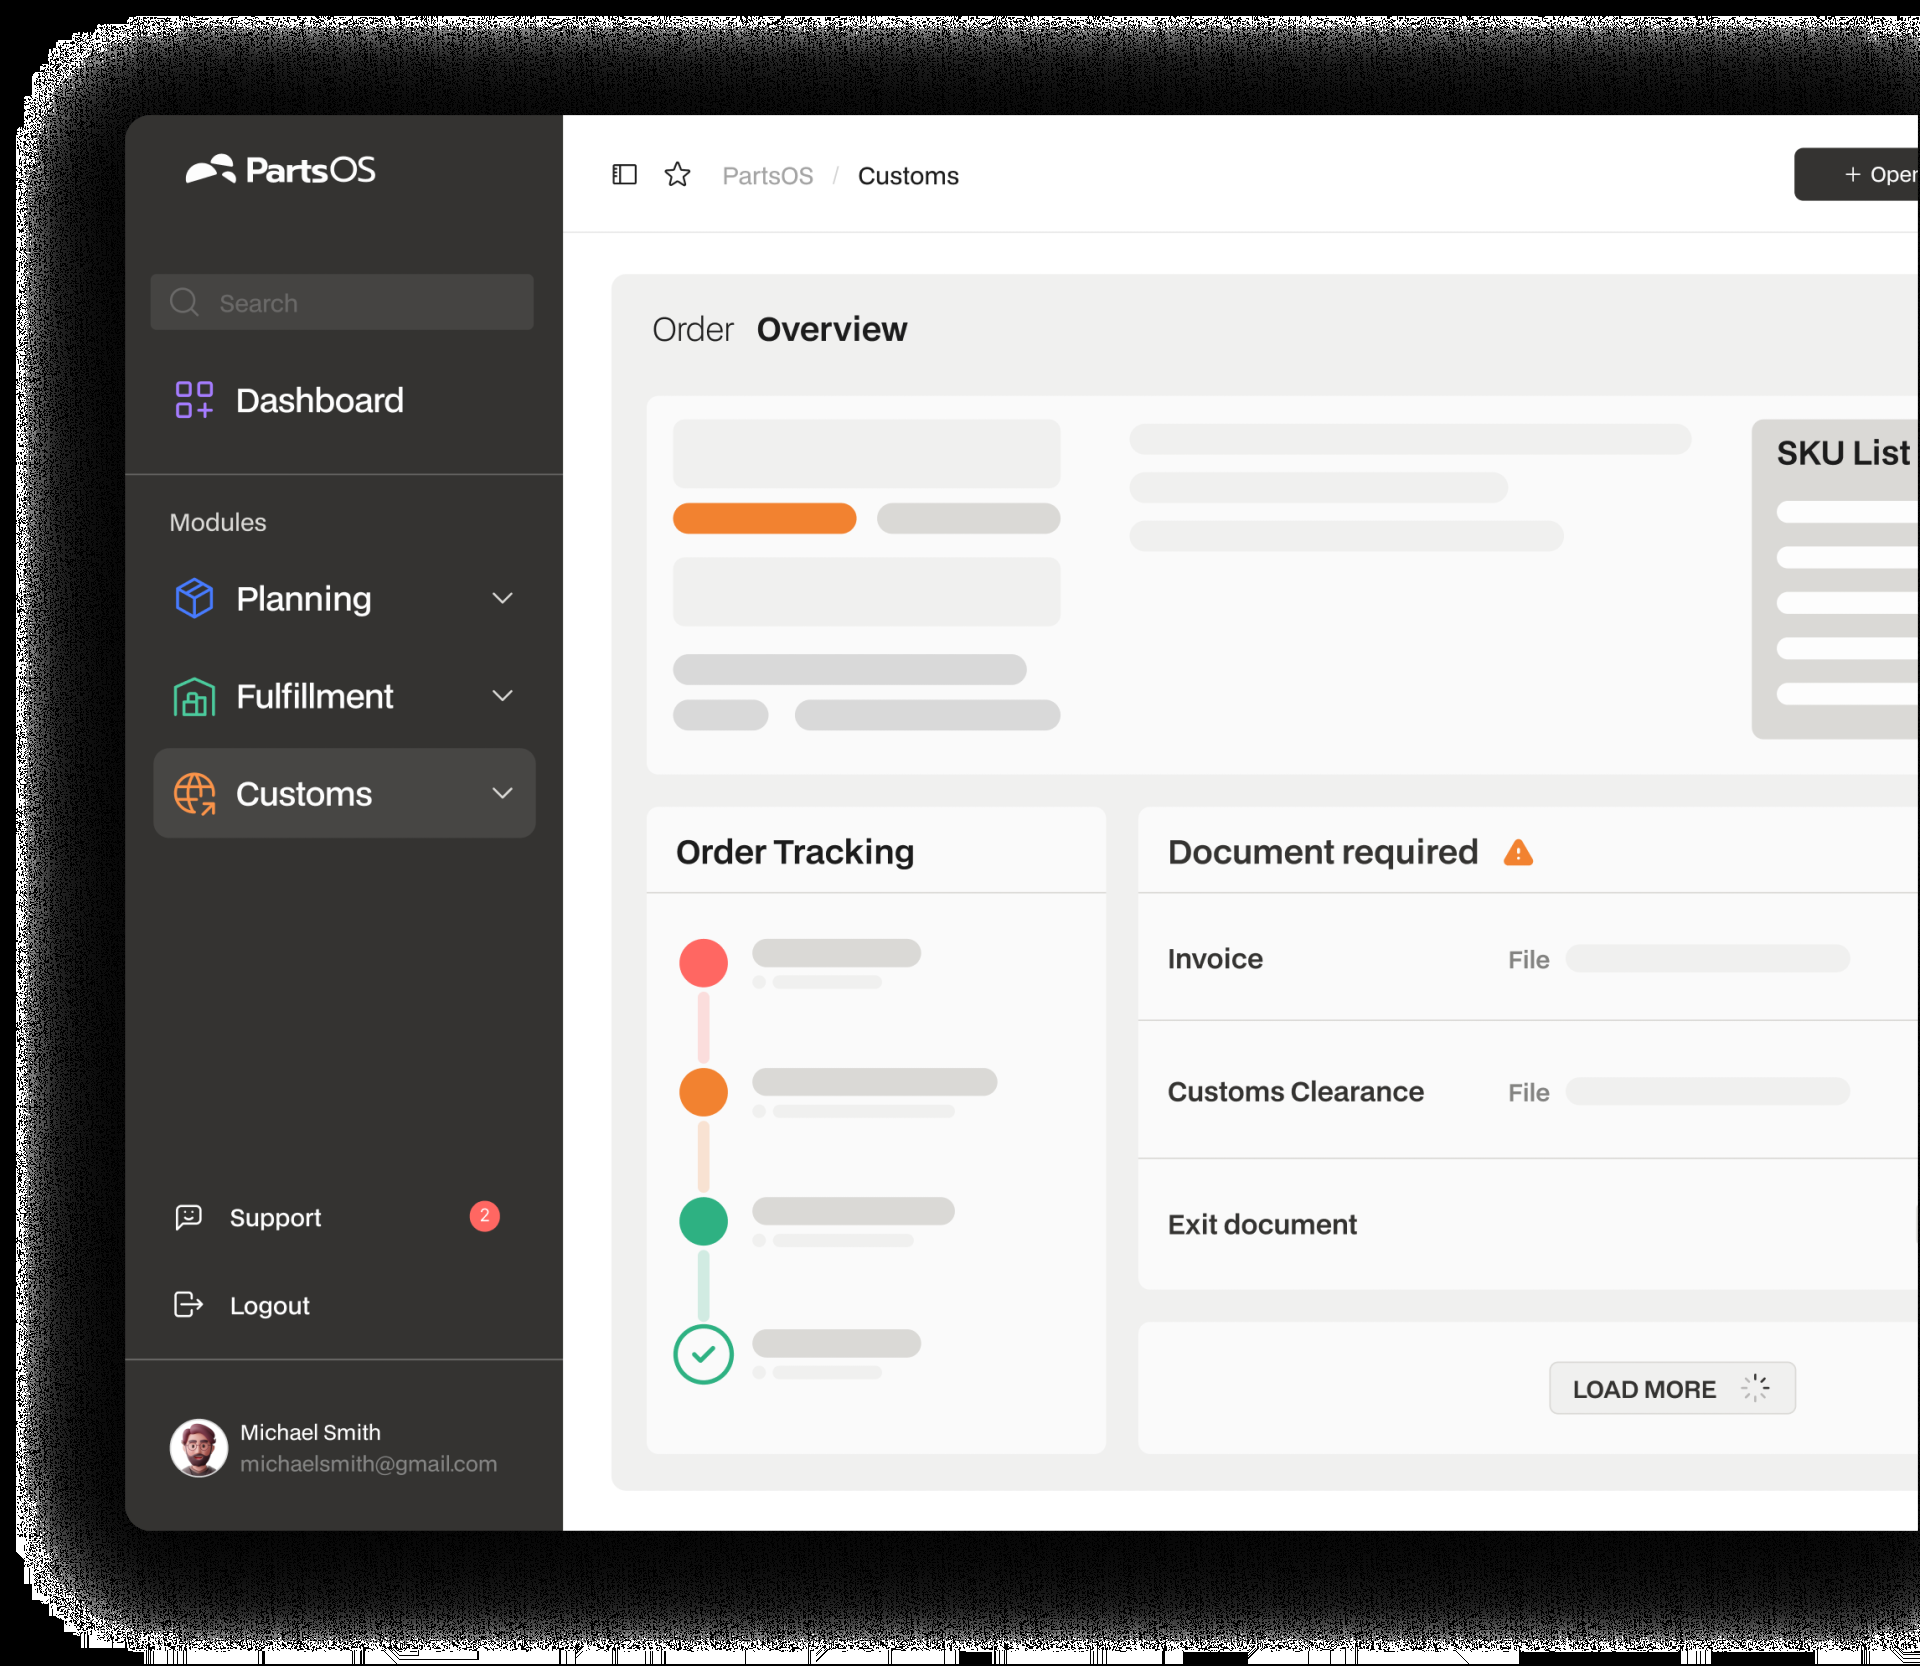 PartsOS
Search
Dashboard
Modules
Planning
Fulfillment
Customs
Support
2
Logout
Michael Smith
michaelsmith@gmail.com
PartsOS / Customs
+ Open
Order Overview
SKU List
Order Tracking
Document required
Invoice File
Customs Clearance File
Exit document
LOAD MORE